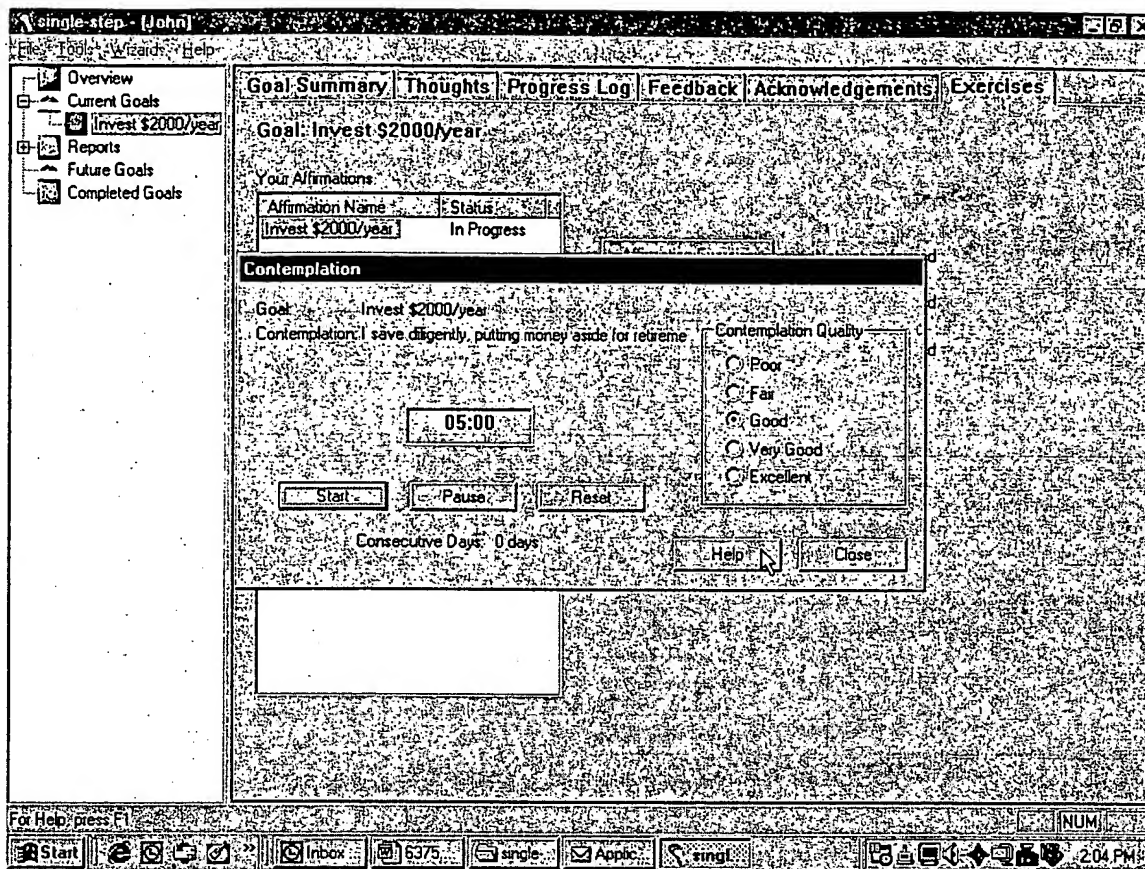 single-step - [John]
File Tools Wizards Help
Overview
Current Goals
Invest $2000/year
Reports
Future Goals
Completed Goals
Goal Summary Thoughts Progress Log Feedback Acknowledgements Exercises
Goal: Invest $2000/year
Your Affirmations
Affirmation Name Status
Invest $2000/year In Progress
Contemplation
Goal: Invest $2000/year
Contemplation: I save diligently, putting money aside for retireme
Contemplation Quality
Poor
Fair
Good
Very Good
Excellent
05:00
Start Pause Reset
Consecutive Days: 0 days
Help Close
For Help, press F1
NUM
Start » Inbox 6375 single- Applic singl 2:04 PM